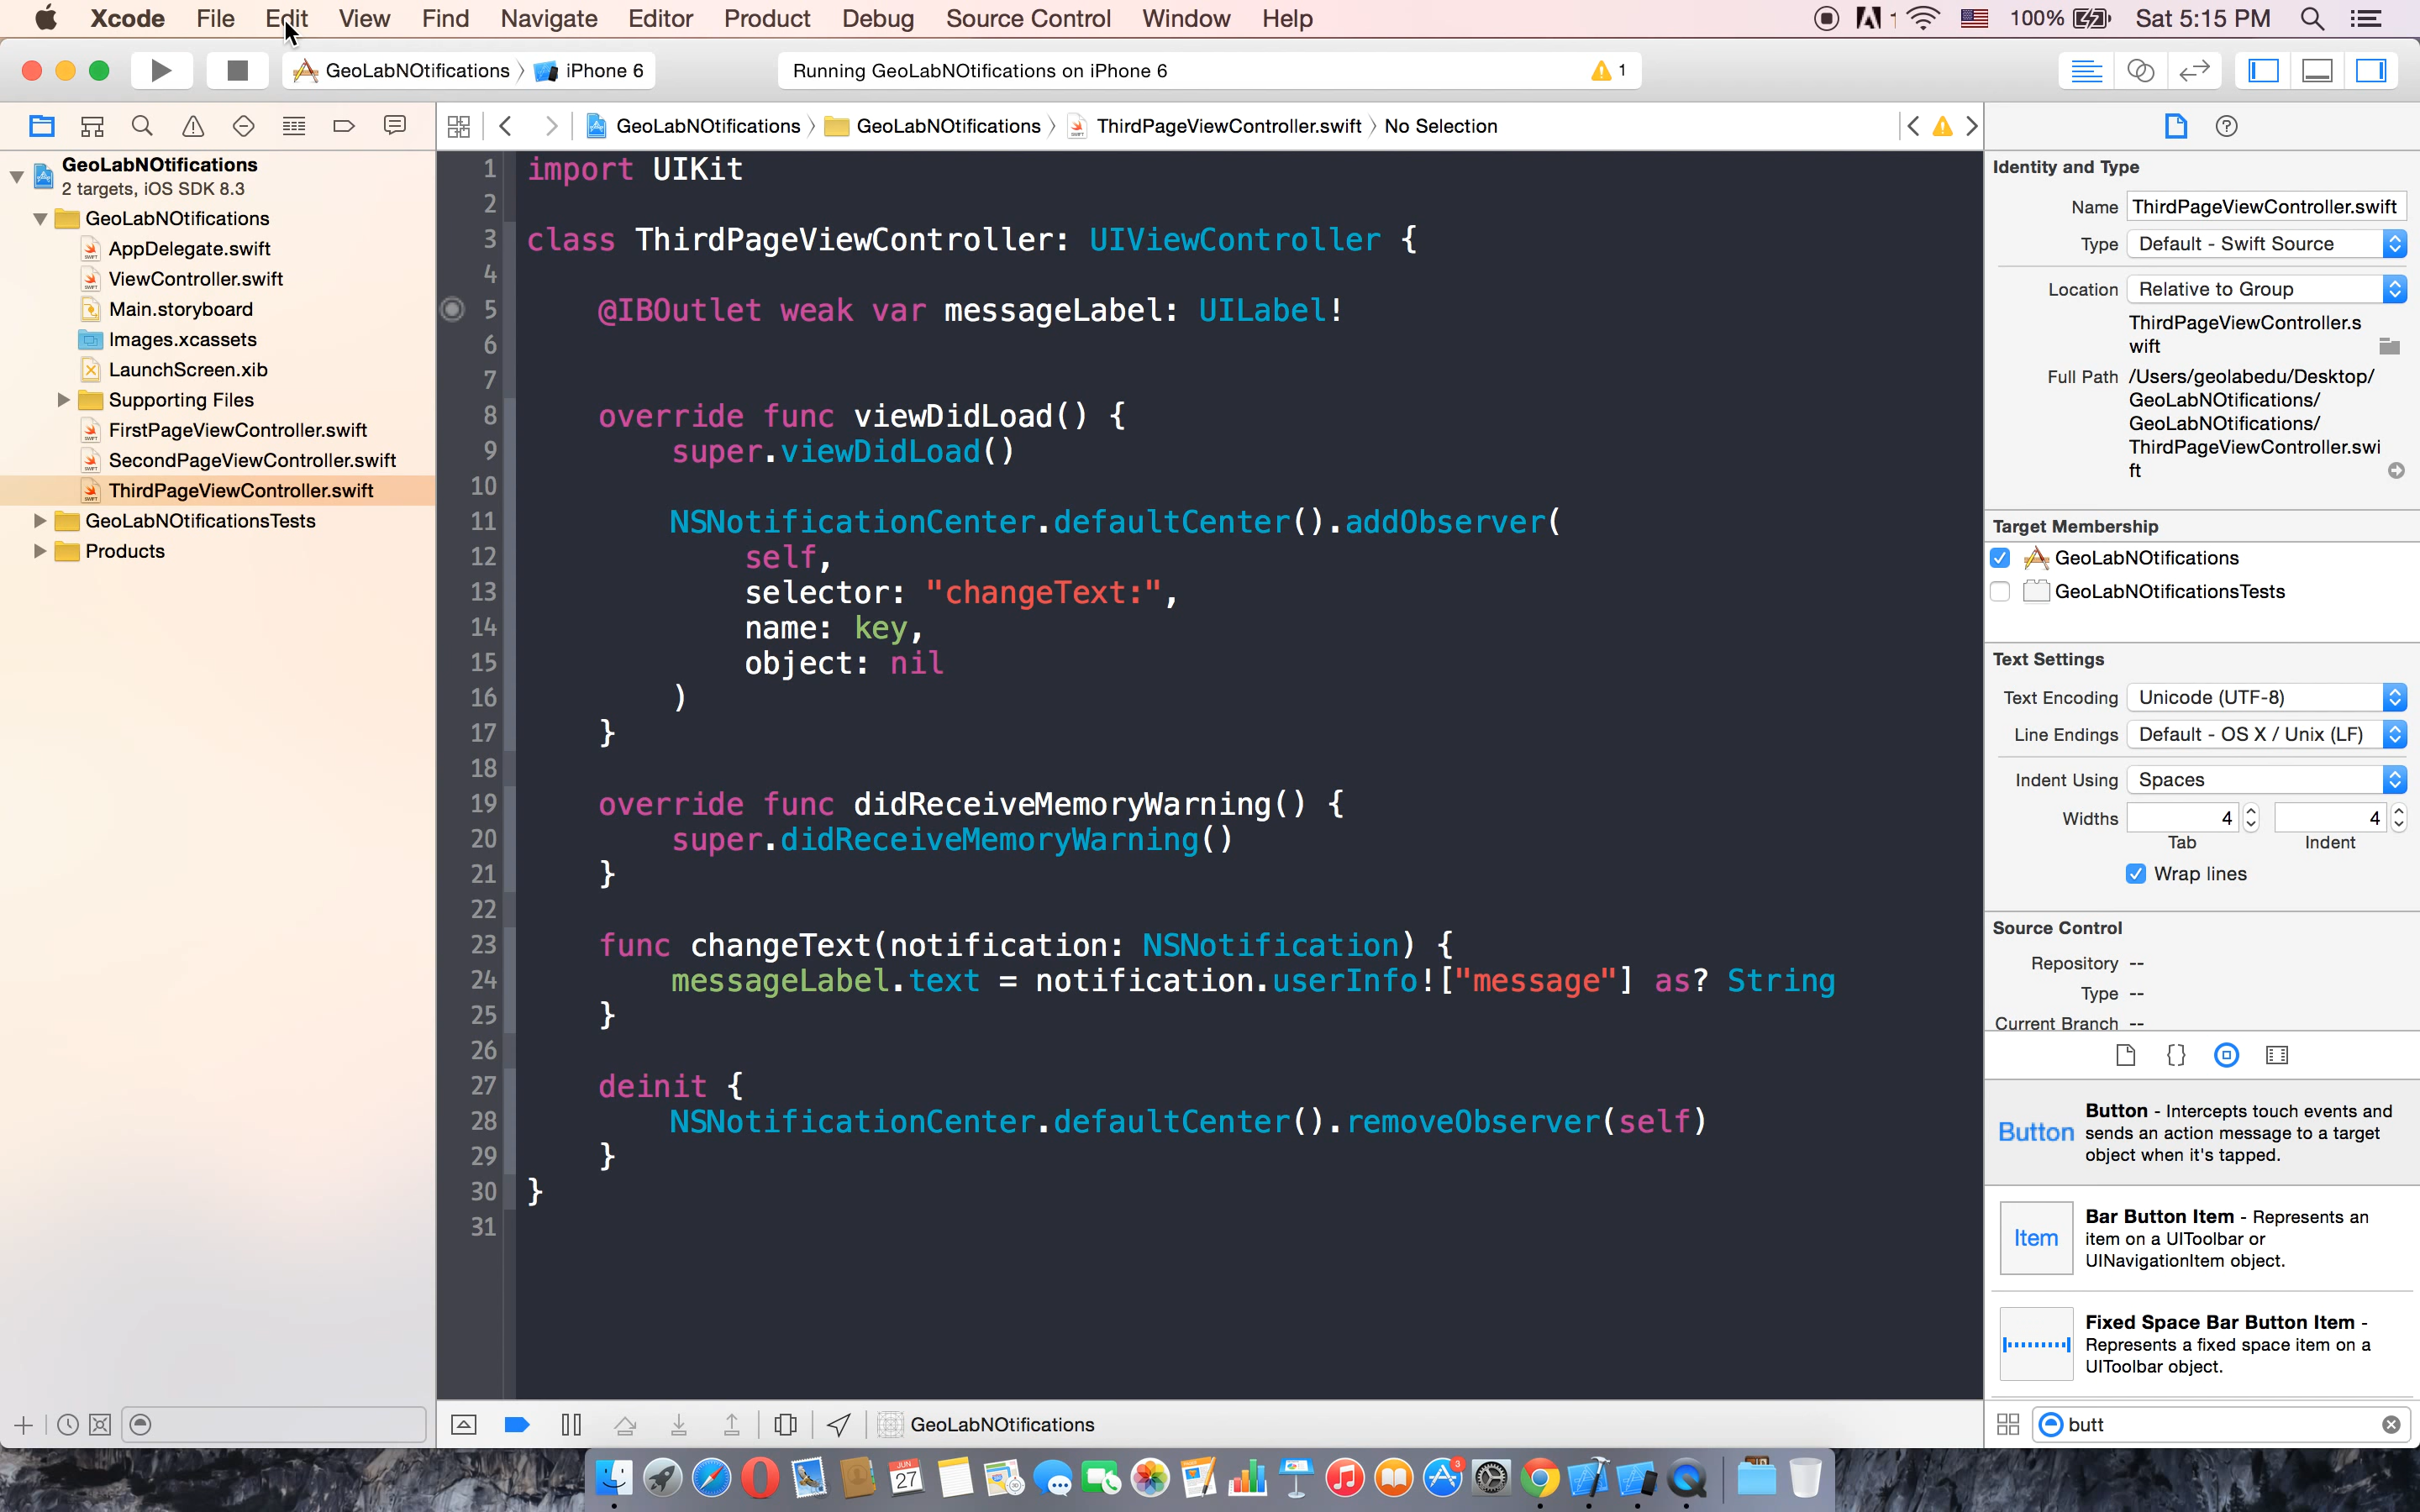 Xcode File Edit View Find Navigate Editor Product Debug Source Control Window Help 1 100% Sat 5:15 PM
GeoLabNOtifications iPhone 6 Running GeoLabNOtifications on iPhone 6 1
GeoLabNOtifications GeoLabNOtifications ThirdPageViewController.swift No Selection
GeoLabNOtifications
2 targets, iOS SDK 8.3
GeoLabNOtifications
AppDelegate.swift
ViewController.swift
Main.storyboard
Images.xcassets
LaunchScreen.xib
Supporting Files
FirstPageViewController.swift
SecondPageViewController.swift
ThirdPageViewController.swift
GeoLabNOtificationsTests
Products
1 import UIKit
2
3 class ThirdPageViewController: UIViewController {
4
5 @IBOutlet weak var messageLabel: UILabel!
6
7
8 override func viewDidLoad() {
9 super.viewDidLoad()
10
11 NSNotificationCenter.defaultCenter().addObserver(
12 self,
13 selector: "changeText:",
14 name: key,
15 object: nil
16 )
17 }
18
19 override func didReceiveMemoryWarning() {
20 super.didReceiveMemoryWarning()
21 }
22
23 func changeText(notification: NSNotification) {
24 messageLabel.text = notification.userInfo!["message"] as? String
25 }
26
27 deinit {
28 NSNotificationCenter.defaultCenter().removeObserver(self)
29 }
30 }
31
GeoLabNOtifications
Identity and Type
Name ThirdPageViewController.swift
Type Default - Swift Source
Location Relative to Group
ThirdPageViewController.s
wift
Full Path /Users/geolabedu/Desktop/
GeoLabNOtifications/
GeoLabNOtifications/
ThirdPageViewController.swi
ft
Target Membership
GeoLabNOtifications
GeoLabNOtificationsTests
Text Settings
Text Encoding Unicode (UTF-8)
Line Endings Default - OS X / Unix (LF)
Indent Using Spaces
Widths 4 4
Tab Indent
Wrap lines
Source Control
Repository --
Type --
Current Branch --
Button Button - Intercepts touch events and
sends an action message to a target
object when it's tapped.
Item Bar Button Item - Represents an
item on a UIToolbar or
UINavigationItem object.
Fixed Space Bar Button Item -
Represents a fixed space item on a
UIToolbar object.
butt
JUN
27
3